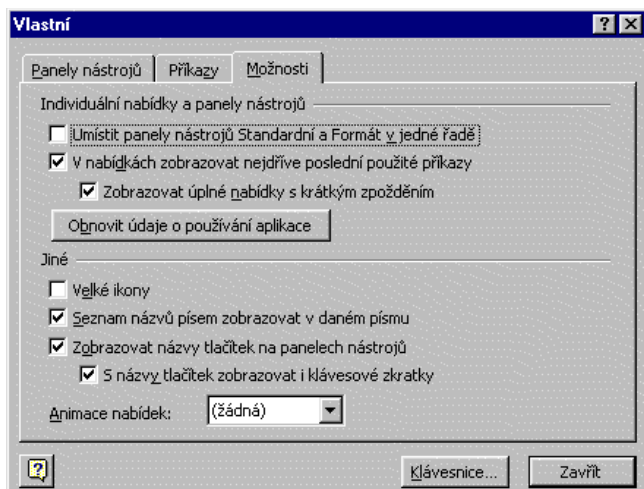 Vlastní
Panely nástrojů Příkazy Možnosti
Individuální nabídky a panely nástrojů
Umístit panely nástrojů Standardní a Formát v jedné řadě
V nabídkách zobrazovat nejdříve poslední použité příkazy
Zobrazovat úplné nabídky s krátkým zpožděním
Obnovit údaje o používání aplikace
Jiné
Velké ikony
Seznam názvů písem zobrazovat v daném písmu
Zobrazovat názvy tlačítek na panelech nástrojů
S názvy tlačítek zobrazovat i klávesové zkratky
Animace nabídek: (žádná)
Klávesnice... Zavřít